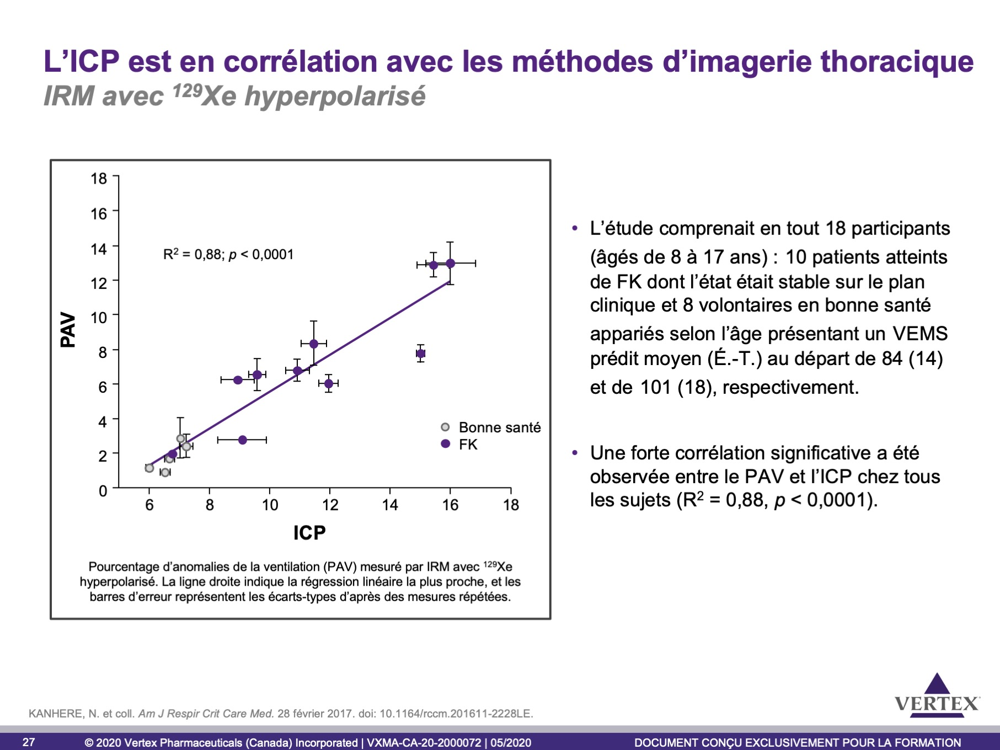 L’ICP est en corrélation avec les méthodes d’imagerie thoracique
IRM avec ¹²⁹Xe hyperpolarisé
18
16
14
12
10
8
6
4
2
0
PAV
R² = 0,88; p < 0,0001
Bonne santé
FK
6 8 10 12 14 16 18
ICP
Pourcentage d’anomalies de la ventilation (PAV) mesuré par IRM avec ¹²⁹Xe
hyperpolarisé. La ligne droite indique la régression linéaire la plus proche, et les
barres d’erreur représentent les écarts-types d’après des mesures répétées.
• L’étude comprenait en tout 18 participants
(âgés de 8 à 17 ans) : 10 patients atteints
de FK dont l’état était stable sur le plan
clinique et 8 volontaires en bonne santé
appariés selon l’âge présentant un VEMS
prédit moyen (É.-T.) au départ de 84 (14)
et de 101 (18), respectivement.
• Une forte corrélation significative a été
observée entre le PAV et l’ICP chez tous
les sujets (R² = 0,88, p < 0,0001).
KANHERE, N. et coll. Am J Respir Crit Care Med. 28 février 2017. doi: 10.1164/rccm.201611-2228LE.
VERTEX
27
© 2020 Vertex Pharmaceuticals (Canada) Incorporated | VXMA-CA-20-2000072 | 05/2020
DOCUMENT CONÇU EXCLUSIVEMENT POUR LA FORMATION